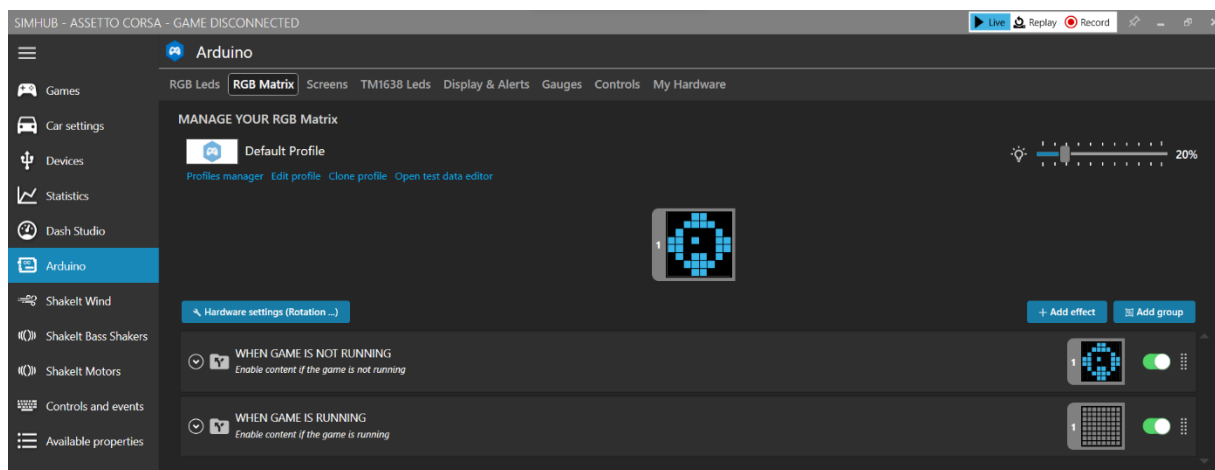 SIMHUB - ASSETTO CORSA - GAME DISCONNECTED
Live Replay Record
Arduino
RGB Leds RGB Matrix Screens TM1638 Leds Display & Alerts Gauges Controls My Hardware
Games
Car settings
Devices
Statistics
Dash Studio
Arduino
ShakeIt Wind
ShakeIt Bass Shakers
ShakeIt Motors
Controls and events
Available properties
MANAGE YOUR RGB Matrix
Default Profile
20%
Profiles manager Edit profile Clone profile Open test data editor
1
Hardware settings (Rotation ...)
+ Add effect Add group
WHEN GAME IS NOT RUNNING
Enable content if the game is not running
1
WHEN GAME IS RUNNING
Enable content if the game is running
1